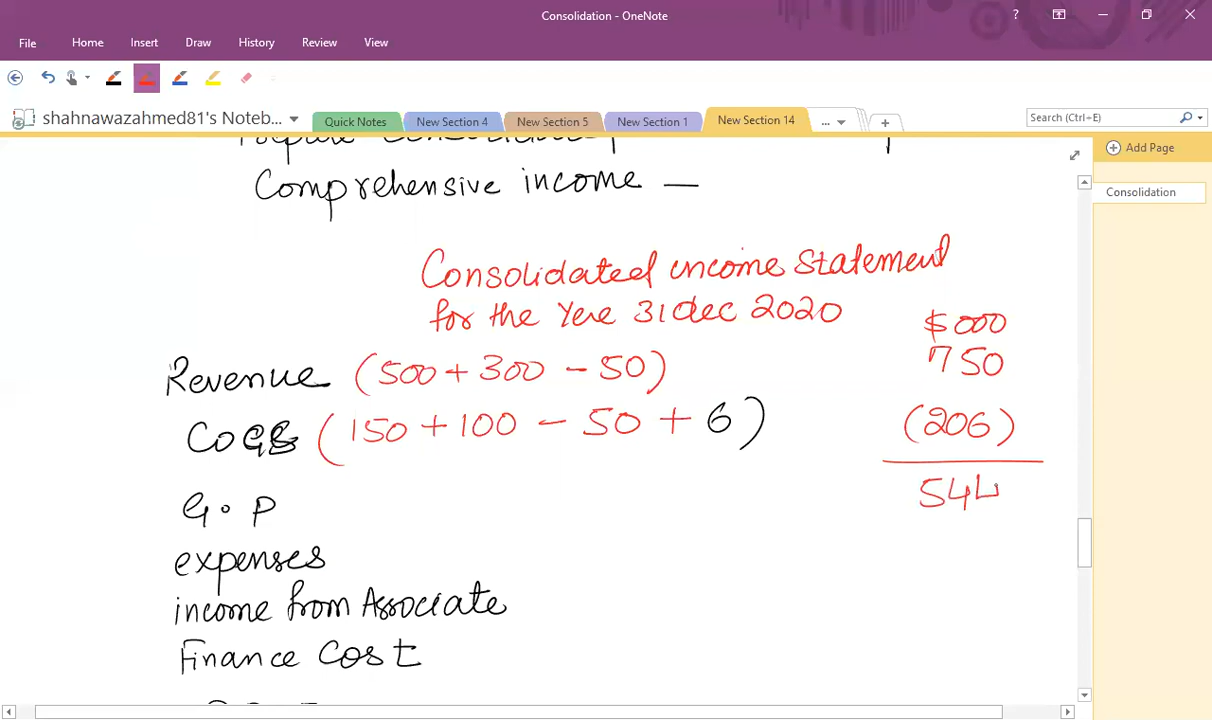 Consolidation - OneNote
?
File Home Insert Draw History Review View
shahnawazahmed81's Noteb... Quick Notes New Section 4 New Section 5 New Section 1 New Section 14 ... Search (Ctrl+E)
Add Page
Consolidation
Comprehensive income —
Consolidated income Statement
for the Yere 31 dec 2020
$000
Revenue (500 + 300 - 50) 750
COGS (150 + 100 - 50 + 6) (206)
544
G.P
expenses
income from Associate
Finance Cost